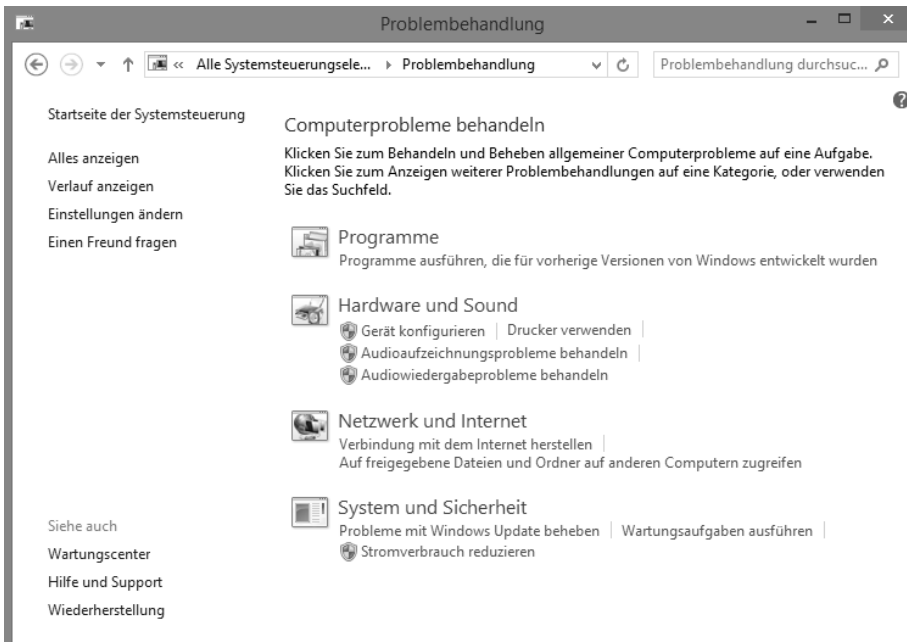 Problembehandlung
« Alle Systemsteuerungsele... Problembehandlung
Problembehandlung durchsuc...
Startseite der Systemsteuerung
Alles anzeigen
Verlauf anzeigen
Einstellungen ändern
Einen Freund fragen
Computerprobleme behandeln
Klicken Sie zum Behandeln und Beheben allgemeiner Computerprobleme auf eine Aufgabe.
Klicken Sie zum Anzeigen weiterer Problembehandlungen auf eine Kategorie, oder verwenden
Sie das Suchfeld.
Programme
Programme ausführen, die für vorherige Versionen von Windows entwickelt wurden
Hardware und Sound
Gerät konfigurieren | Drucker verwenden |
Audioaufzeichnungsprobleme behandeln |
Audiowiedergabeprobleme behandeln
Netzwerk und Internet
Verbindung mit dem Internet herstellen |
Auf freigegebene Dateien und Ordner auf anderen Computern zugreifen
System und Sicherheit
Probleme mit Windows Update beheben | Wartungsaufgaben ausführen |
Stromverbrauch reduzieren
Siehe auch
Wartungscenter
Hilfe und Support
Wiederherstellung